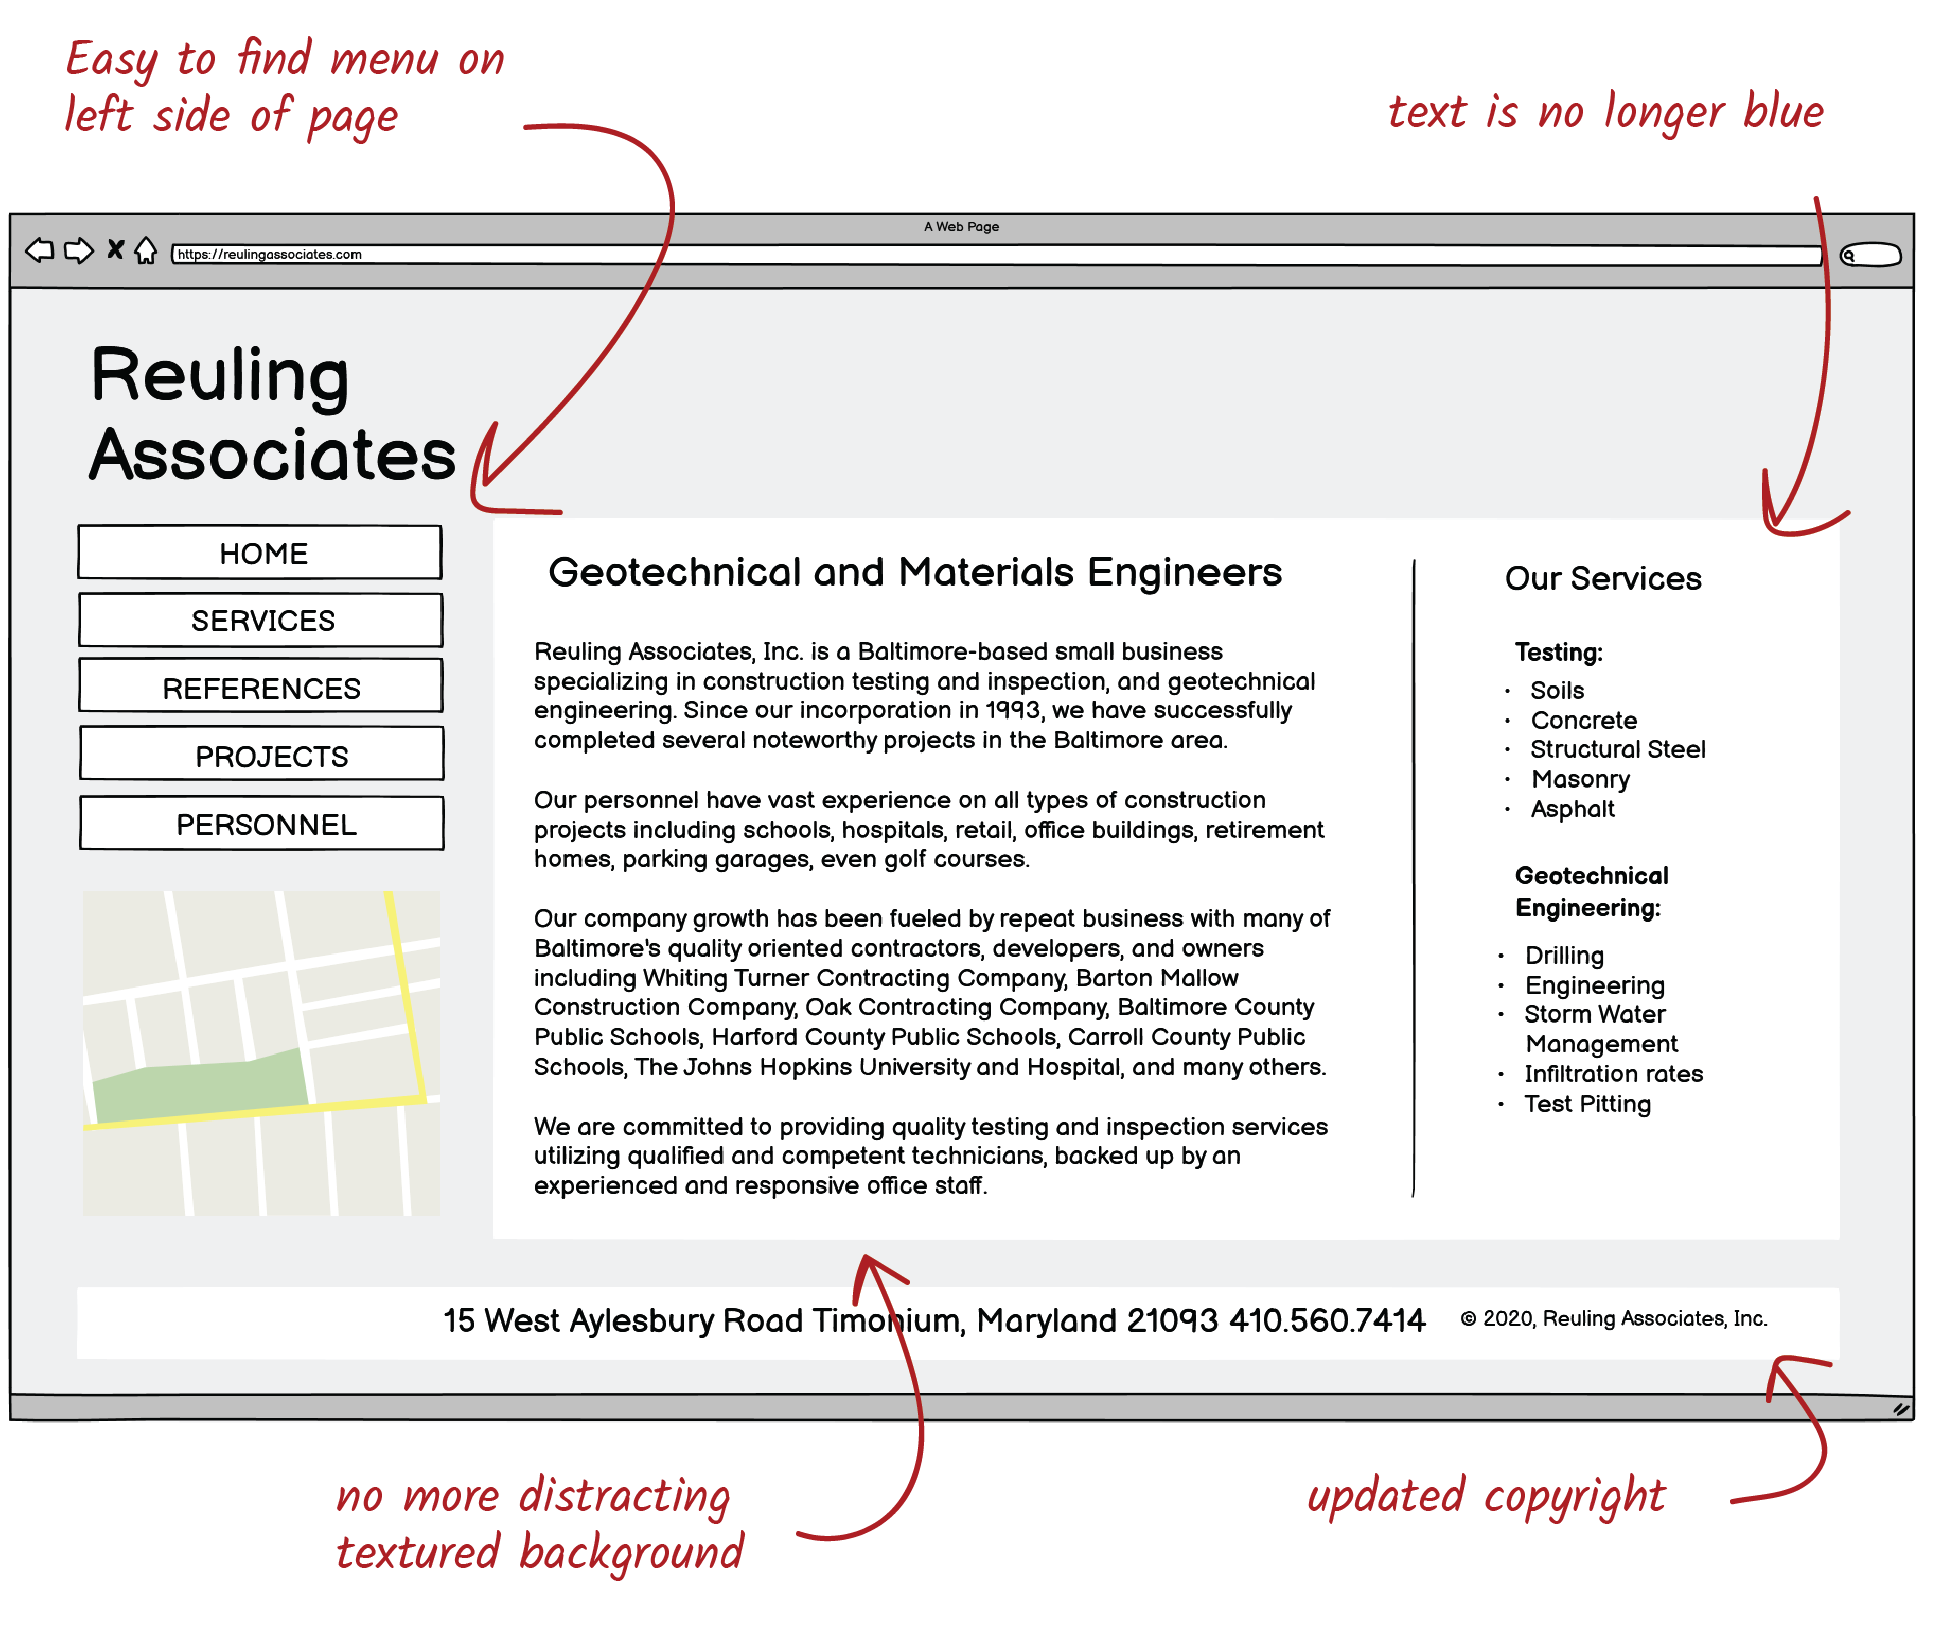 Easy to find menu on
left side of page
text is no longer blue
A Web Page
https://reulingassociates.com
Reuling
Associates
HOME
SERVICES
REFERENCES
PROJECTS
PERSONNEL
Geotechnical and Materials Engineers
Reuling Associates, Inc. is a Baltimore-based small business
specializing in construction testing and inspection, and geotechnical
engineering. Since our incorporation in 1993, we have successfully
completed several noteworthy projects in the Baltimore area.
Our personnel have vast experience on all types of construction
projects including schools, hospitals, retail, office buildings, retirement
homes, parking garages, even golf courses.
Our company growth has been fueled by repeat business with many of
Baltimore's quality oriented contractors, developers, and owners
including Whiting Turner Contracting Company, Barton Mallow
Construction Company, Oak Contracting Company, Baltimore County
Public Schools, Harford County Public Schools, Carroll County Public
Schools, The Johns Hopkins University and Hospital, and many others.
We are committed to providing quality testing and inspection services
utilizing qualified and competent technicians, backed up by an
experienced and responsive office staff.
Our Services
Testing:
· Soils
· Concrete
· Structural Steel
· Masonry
· Asphalt
Geotechnical
Engineering:
· Drilling
· Engineering
· Storm Water
Management
· Infiltration rates
· Test Pitting
15 West Aylesbury Road Timonium, Maryland 21093 410.560.7414
© 2020, Reuling Associates, Inc.
no more distracting
textured background
updated copyright